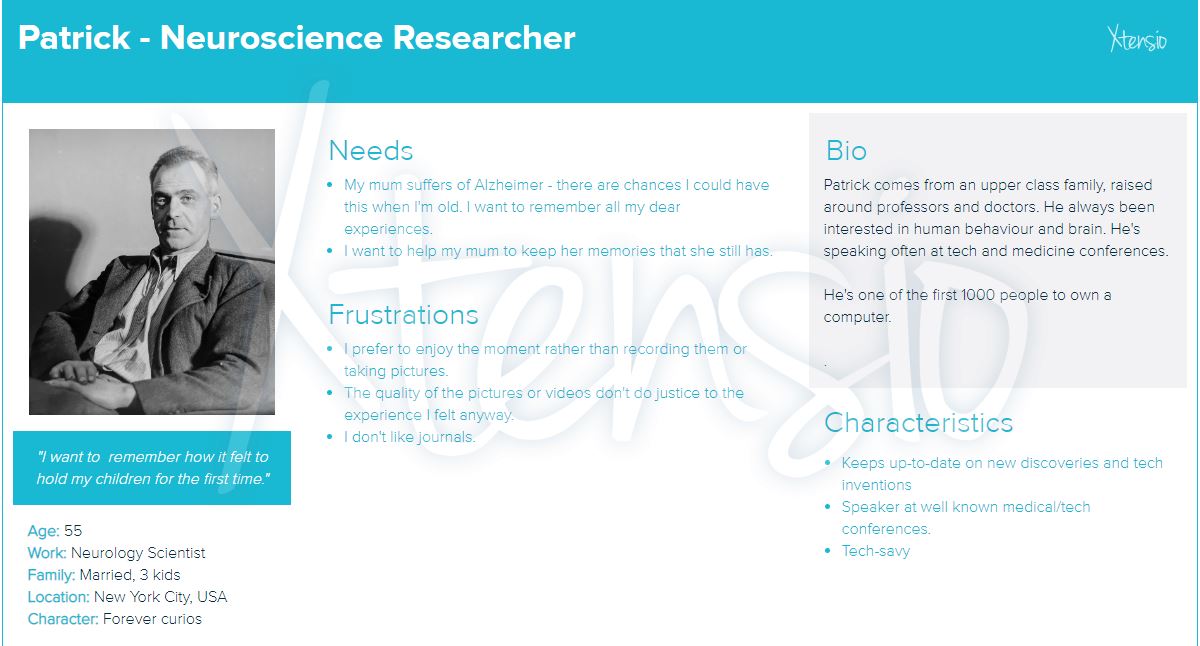 Patrick - Neuroscience Researcher
Xtensio
"I want to  remember how it felt to
hold my children for the first time."
Age: 55
Work: Neurology Scientist
Family: Married, 3 kids
Location: New York City, USA
Character: Forever curios
Needs
• My mum suffers of Alzheimer - there are chances I could have
this when I'm old. I want to remember all my dear
experiences.
• I want to help my mum to keep her memories that she still has.
Frustrations
• I prefer to enjoy the moment rather than recording them or
taking pictures.
• The quality of the pictures or videos don't do justice to the
experience I felt anyway.
• I don't like journals.
Bio
Patrick comes from an upper class family, raised
around professors and doctors. He always been
interested in human behaviour and brain. He's
speaking often at tech and medicine conferences.
He's one of the first 1000 people to own a
computer.
.
Characteristics
• Keeps up-to-date on new discoveries and tech
inventions
• Speaker at well known medical/tech
conferences.
• Tech-savy
Xtensio